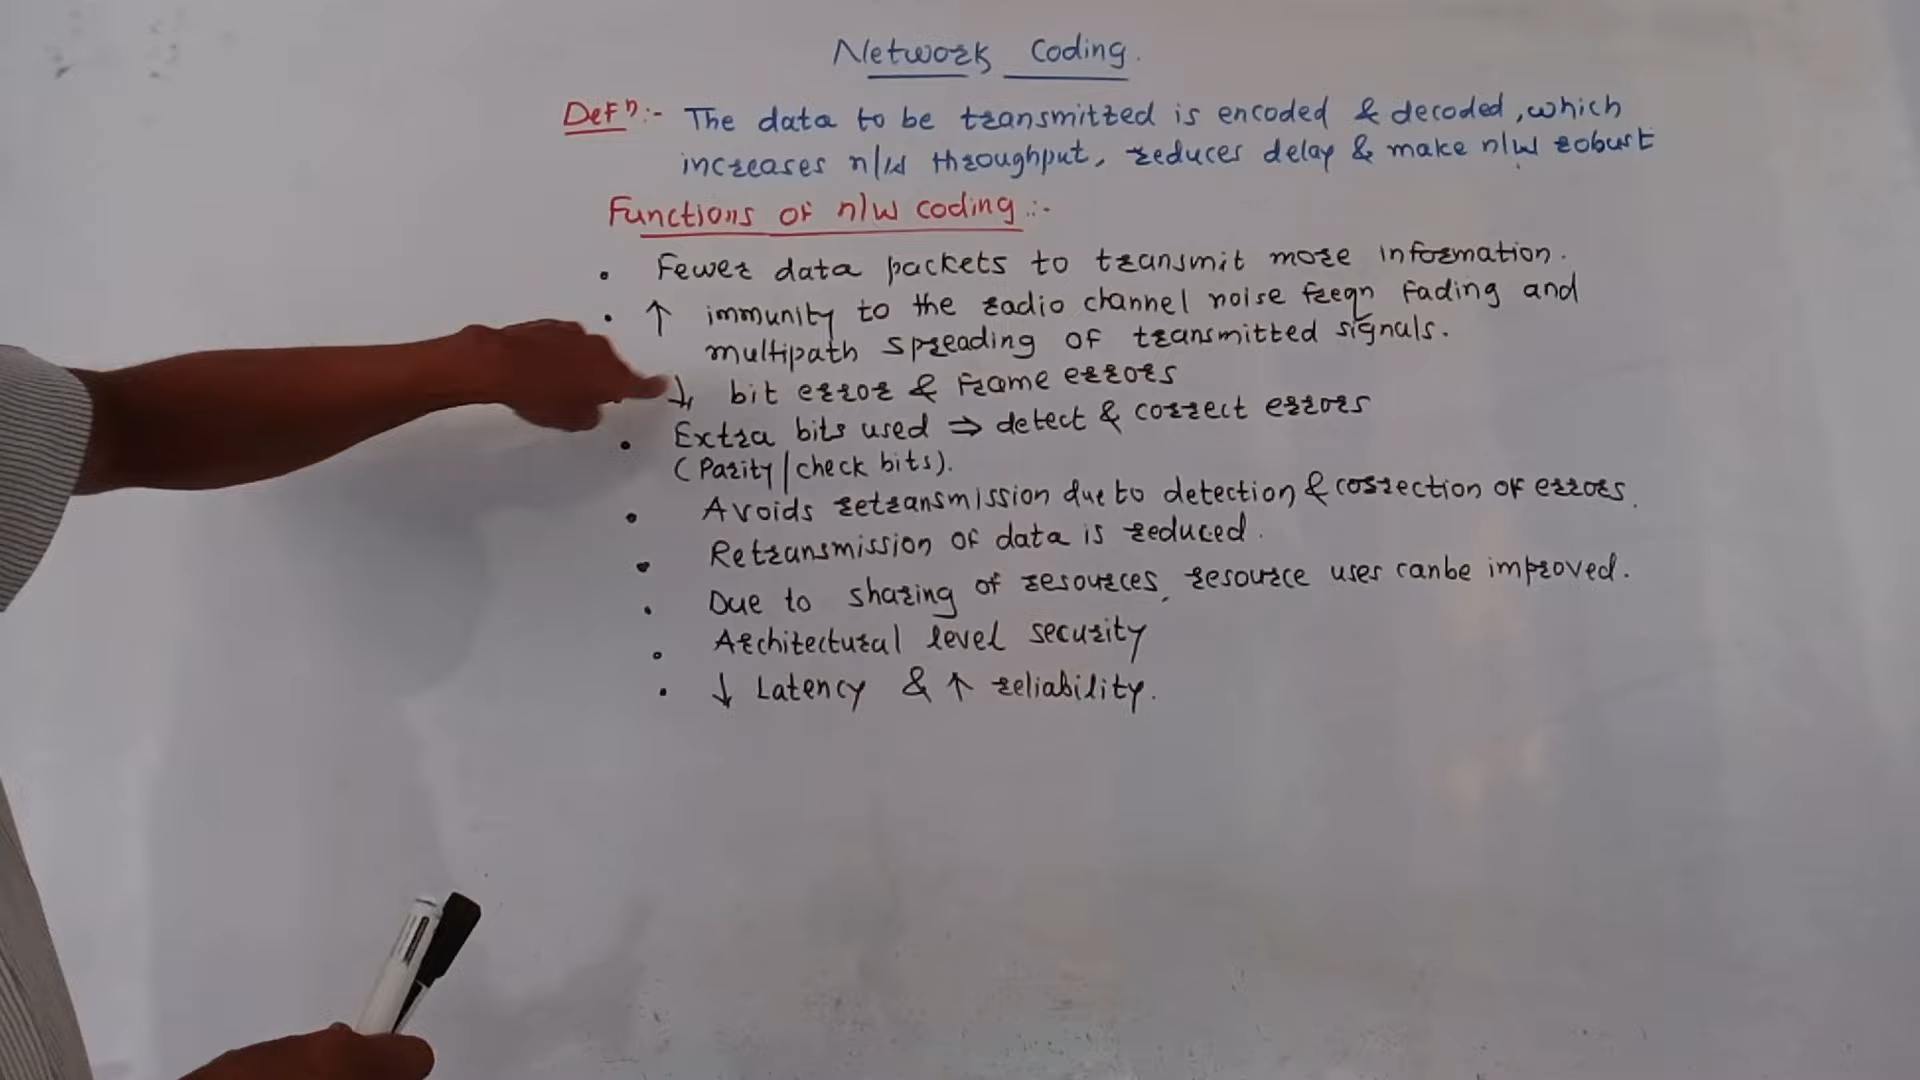 Network Coding.
Defn:- The data to be transmitted is encoded & decoded, which
increases n/w throughput, reduces delay & make n/w robust
Functions of n/w coding :-
• Fewer data packets to transmit more information.
• ↑ immunity to the radio channel noise freqn fading and
multipath spreading of transmitted signals.
↓ bit error & frame errors
• Extra bits used ⇒ detect & correct errors
(Parity/check bits).
• Avoids retransmission due to detection & correction of errors.
• Retransmission of data is reduced.
• Due to sharing of resources, resource uses can be improved.
• Architectural level security
• ↓ Latency & ↑ reliability.